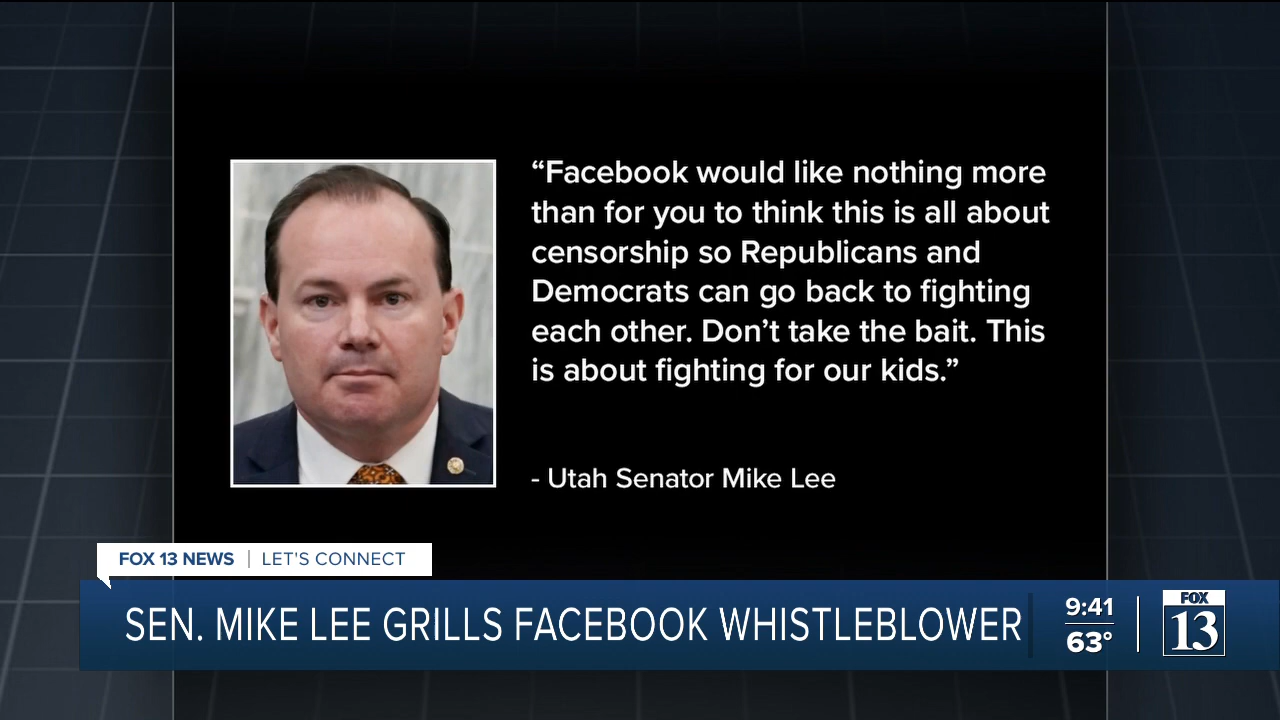 “Facebook would like nothing more
than for you to think this is all about
censorship so Republicans and
Democrats can go back to fighting
each other. Don’t take the bait. This
is about fighting for our kids.”
- Utah Senator Mike Lee
FOX 13 NEWS | LET'S CONNECT
SEN. MIKE LEE GRILLS FACEBOOK WHISTLEBLOWER
9:41
63°
FOX
13